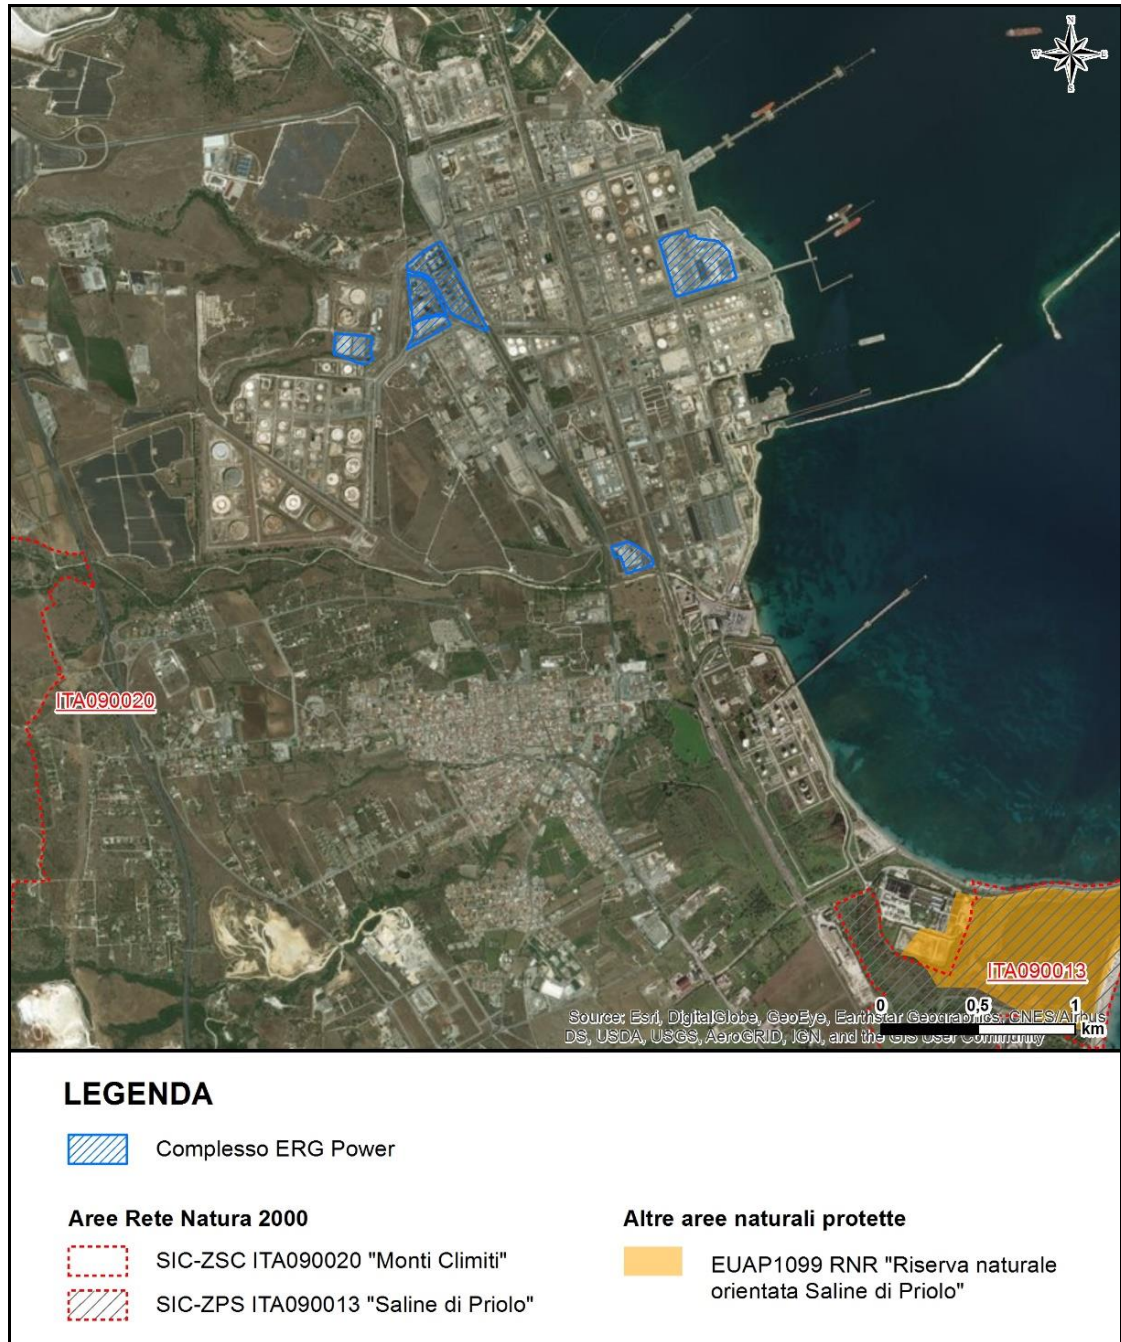 N
W E
S
ITA090020
ITA090013
0 0,5 1
km
Source: Esri, DigitalGlobe, GeoEye, Earthstar Geographics, CNES/Airbus
DS, USDA, USGS, AeroGRID, IGN, and the GIS User Community
LEGENDA
Complesso ERG Power
Aree Rete Natura 2000
SIC-ZSC ITA090020 "Monti Climiti"
SIC-ZPS ITA090013 "Saline di Priolo"
Altre aree naturali protette
EUAP1099 RNR "Riserva naturale
orientata Saline di Priolo"